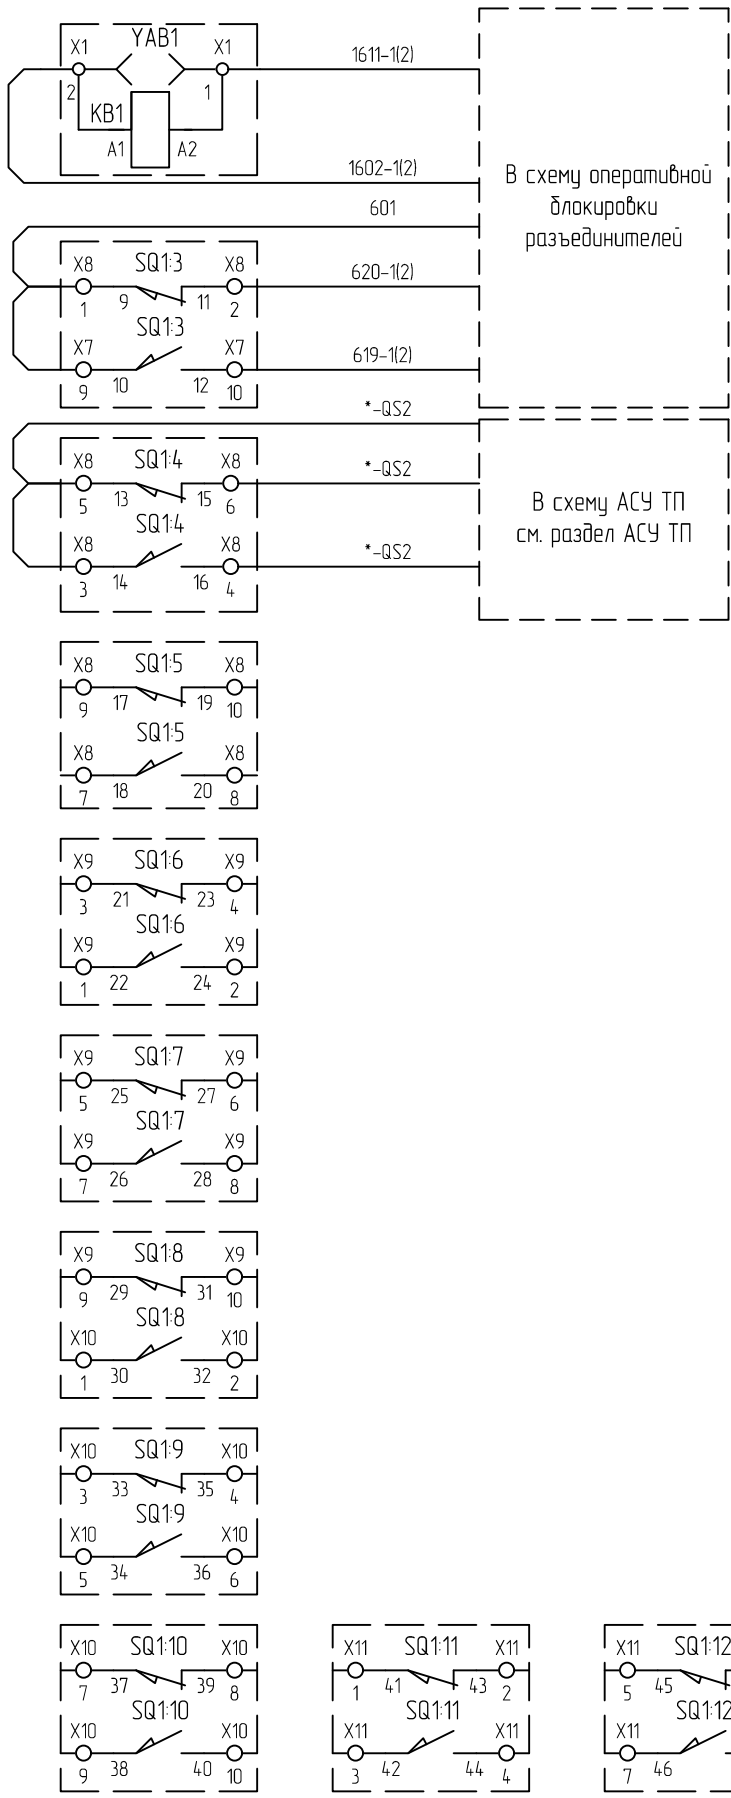 X1 YAB1 X1
1611-1(2)
2 1
KB1
A1 A2
1602-1(2)
В схему оперативной
блокировки
разъединителей
601
X8 SQ1:3 X8
620-1(2)
1 9 11 2
SQ1:3
X7 X7
619-1(2)
9 10 12 10
*-QS2
X8 SQ1:4 X8
*-QS2
5 13 15 6
SQ1:4
X8 X8
*-QS2
3 14 16 4
В схему АСУ ТП
см. раздел АСУ ТП
X8 SQ1:5 X8
9 17 19 10
SQ1:5
X8 X8
7 18 20 8
X9 SQ1:6 X9
3 21 23 4
SQ1:6
X9 X9
1 22 24 2
X9 SQ1:7 X9
5 25 27 6
SQ1:7
X9 X9
7 26 28 8
X9 SQ1:8 X9
9 29 31 10
SQ1:8
X10 X10
1 30 32 2
X10 SQ1:9 X10
3 33 35 4
SQ1:9
X10 X10
5 34 36 6
X10 SQ1:10 X10
7 37 39 8
SQ1:10
X10 X10
9 38 40 10
X11 SQ1:11 X11
1 41 43 2
SQ1:11
X11 X11
3 42 44 4
X11 SQ1:12
5 45
SQ1:12
X11
7 46